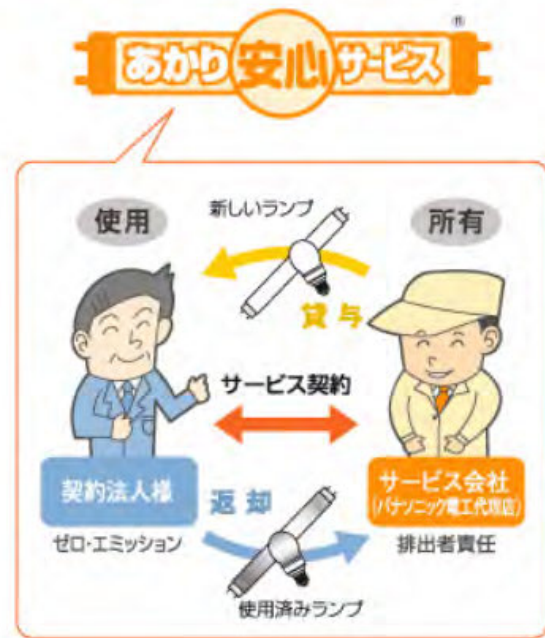 あかり安心サービス®
使用
新しいランプ
所有
貸与
サービス契約
契約法人様
返却
サービス会社
(パナソニック電工代理店)
ゼロ・エミッション
排出者責任
使用済みランプ